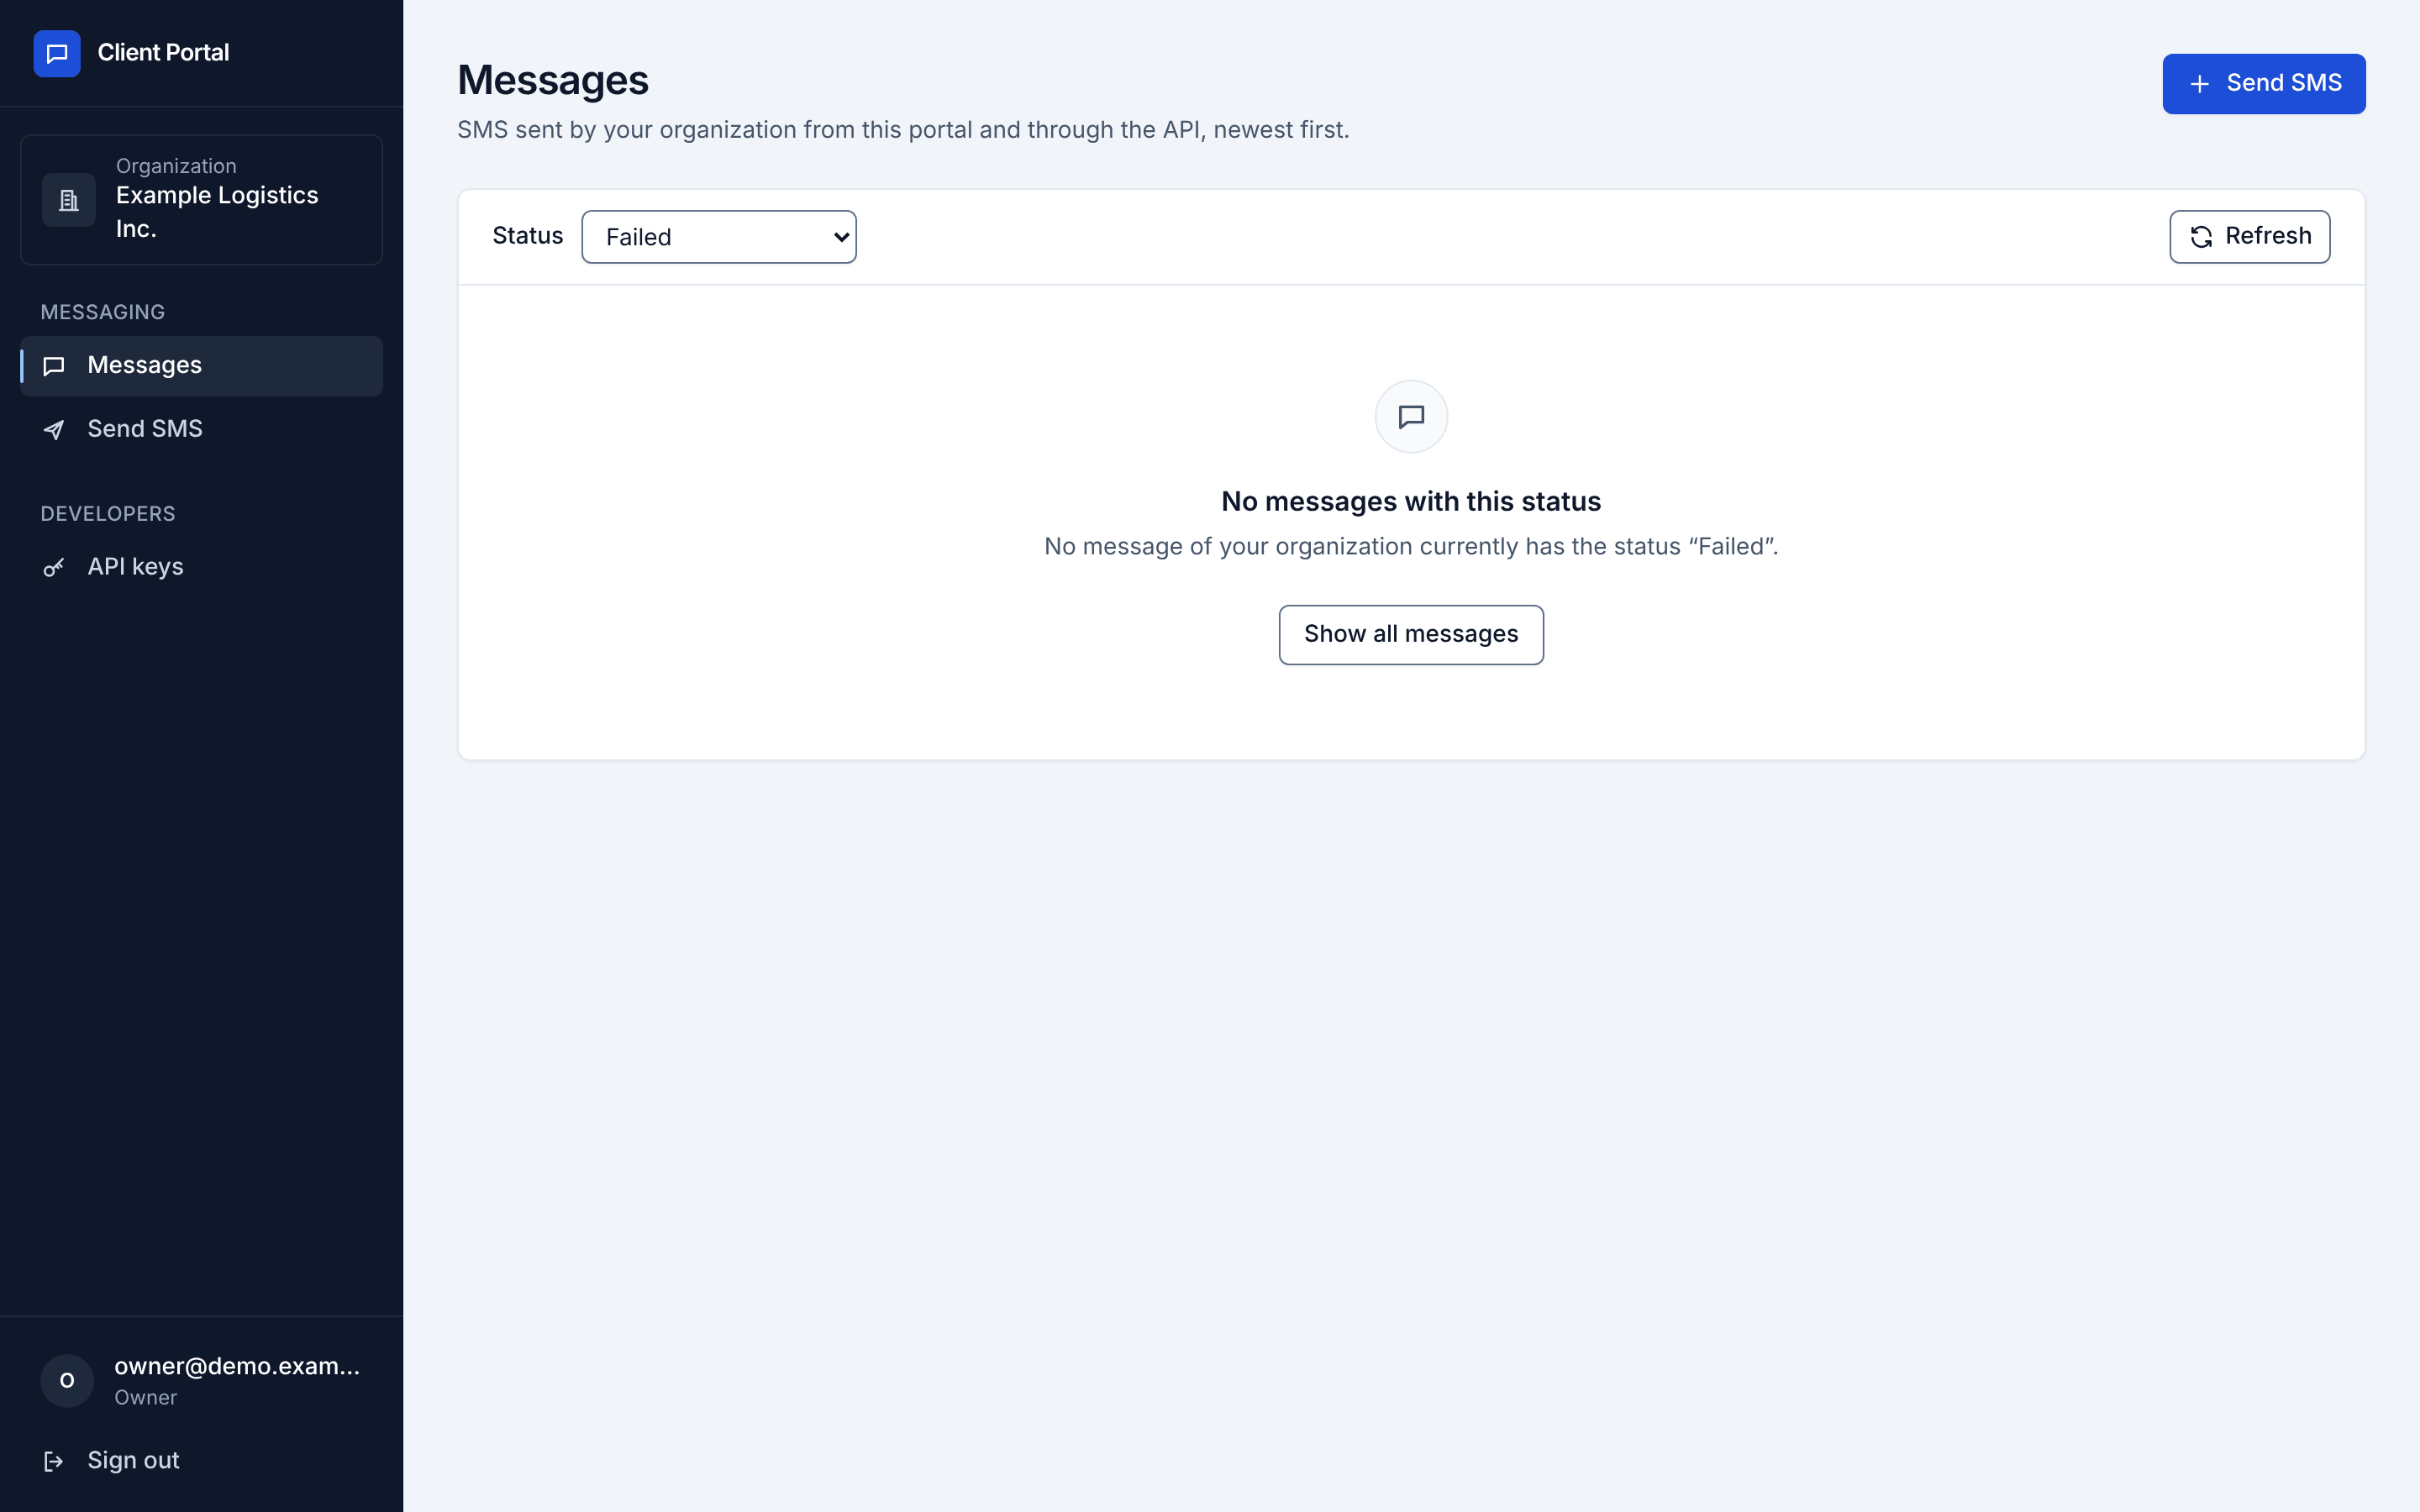 Client Portal
Organization
Example Logistics
Inc.
MESSAGING
Messages
Send SMS
DEVELOPERS
API keys
O
owner@demo.exam...
Owner
Sign out
Messages
SMS sent by your organization from this portal and through the API, newest first.
Send SMS
Status
Failed
Refresh
No messages with this status
No message of your organization currently has the status “Failed”.
Show all messages